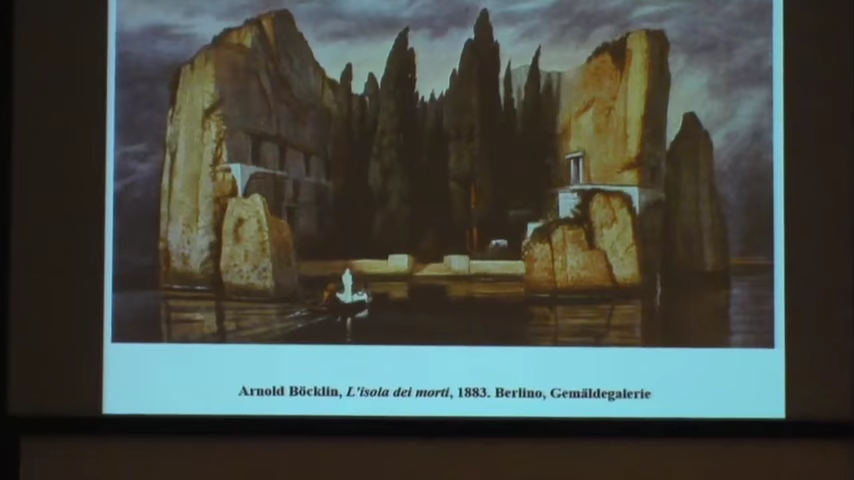 Arnold Böcklin, L'isola dei morti, 1883. Berlino, Gemäldegalerie